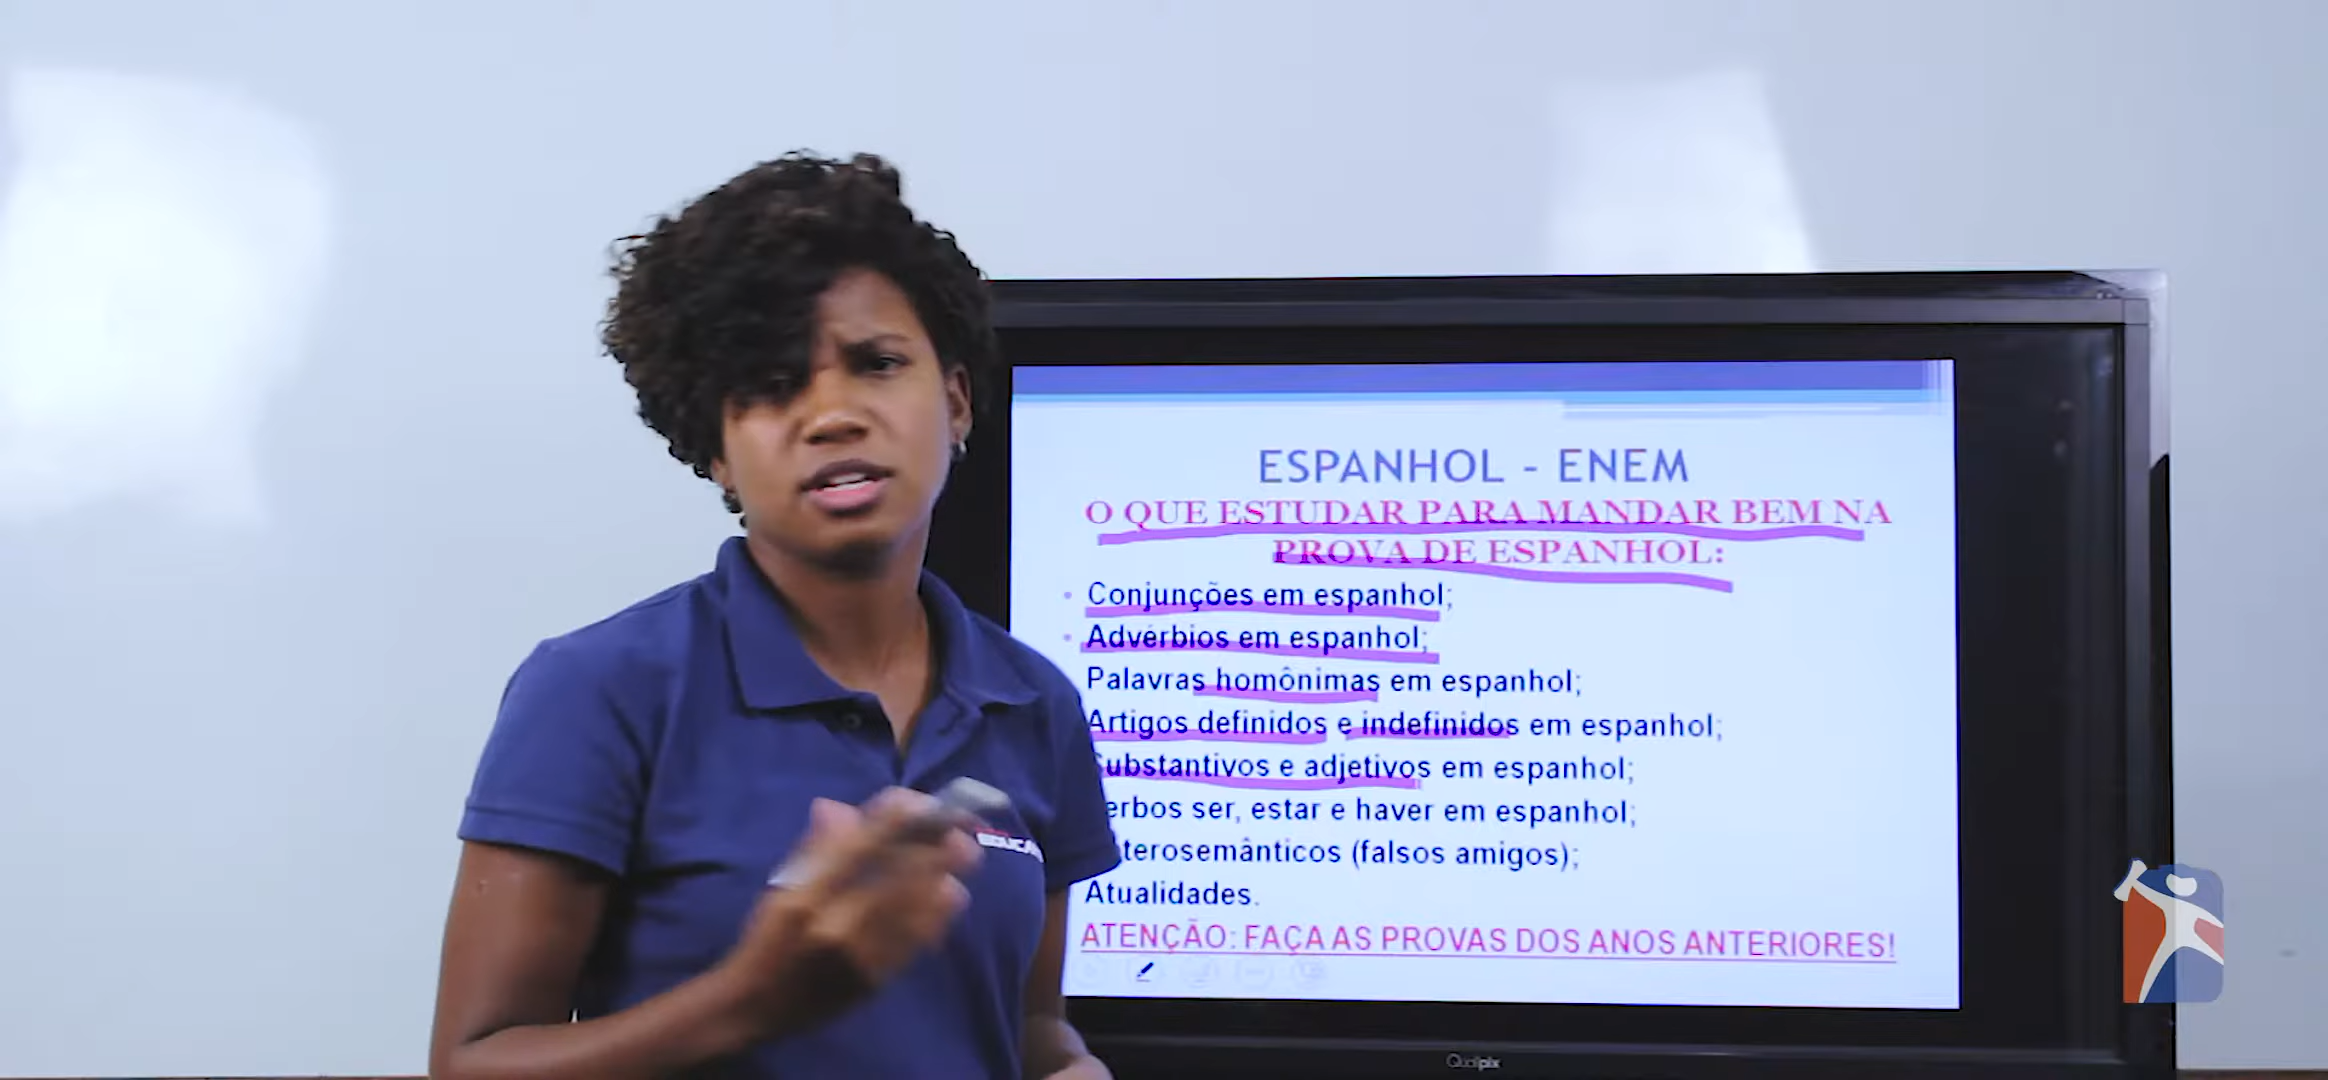 ESPANHOL - ENEM
O QUE ESTUDAR PARA MANDAR BEM NA
PROVA DE ESPANHOL:
• Conjunções em espanhol;
• Advérbios em espanhol;
Palavras homônimas em espanhol;
Artigos definidos e indefinidos em espanhol;
ubstantivos e adjetivos em espanhol;
erbos ser, estar e haver em espanhol;
terosemânticos (falsos amigos);
Atualidades.
ATENÇÃO: FAÇA AS PROVAS DOS ANOS ANTERIORES!
Qualipix